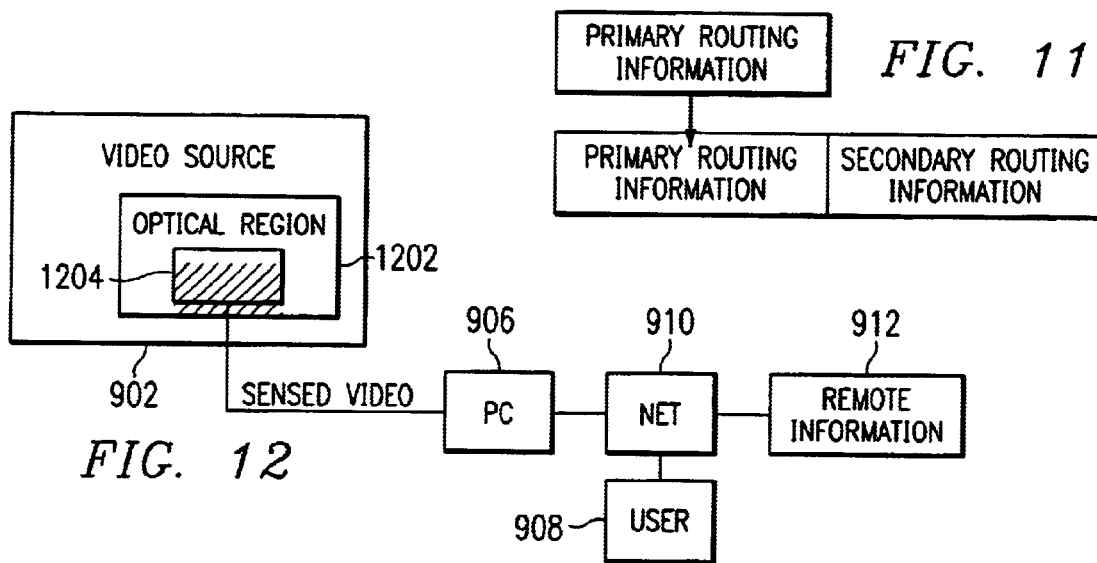 PRIMARY ROUTING
INFORMATION
FIG. 11
PRIMARY ROUTING
INFORMATION
SECONDARY ROUTING
INFORMATION
VIDEO SOURCE
OPTICAL REGION
1204
1202
902
SENSED VIDEO
906
PC
910
NET
912
REMOTE
INFORMATION
908
USER
FIG. 12